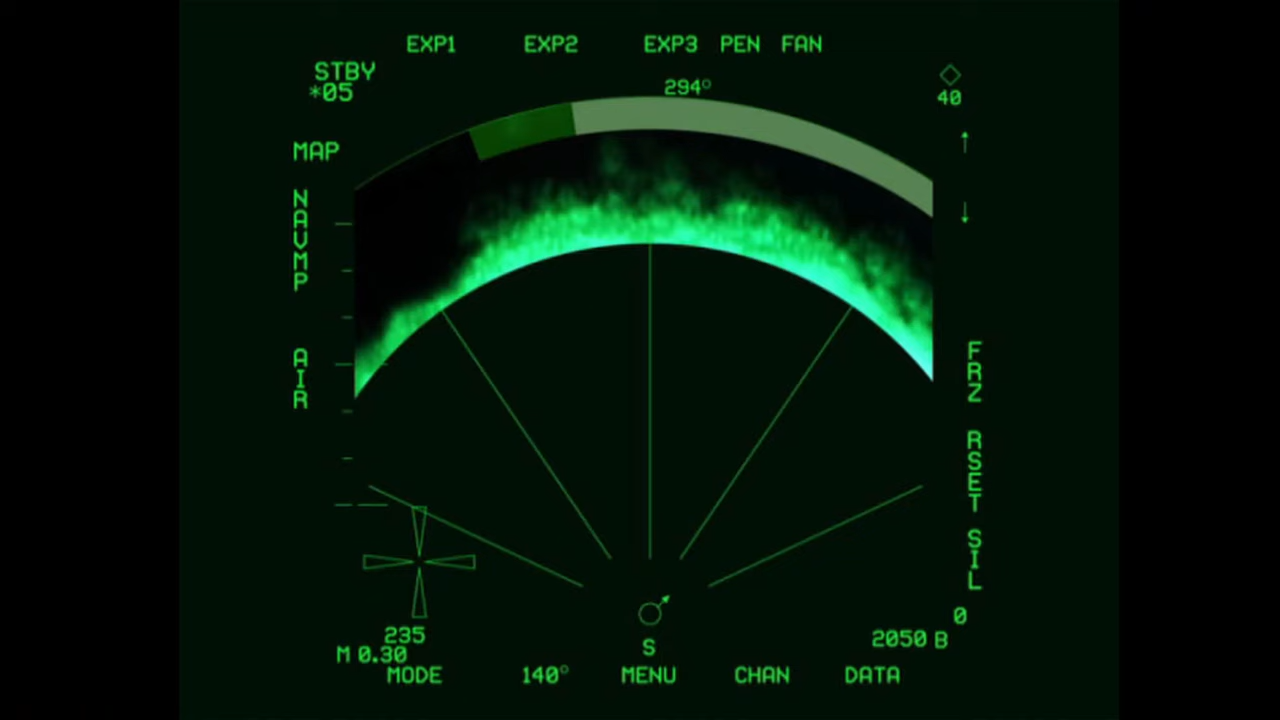 EXP1 EXP2 EXP3 PEN FAN
STBY
*05
294°
40
MAP
NAVMP
AIR
FRZ
RSET
SIL
0
235
2050 B
M 0.30
S
MODE 140° MENU CHAN DATA